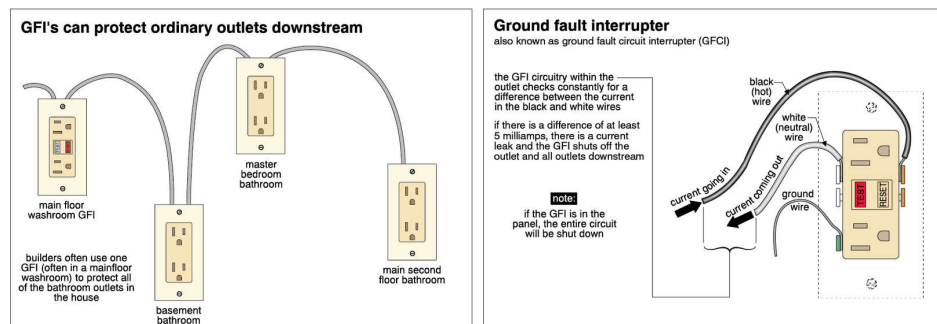 GFI's can protect ordinary outlets downstream
main floor
washroom GFI
master
bedroom
bathroom
main second
floor bathroom
basement
bathroom
builders often use one
GFI (often in a mainfloor
washroom) to protect all
of the bathroom outlets in
the house
Ground fault interrupter
also known as ground fault circuit interrupter (GFCI)
the GFI circuitry within the
outlet checks constantly for a
difference between the current
in the black and white wires
if there is a difference of at least
5 milliamps, there is a current
leak and the GFI shuts off the
outlet and all outlets downstream
note:
if the GFI is in the
panel, the entire circuit
will be shut down
black
(hot)
wire
white
(neutral)
wire
current going in
current coming out
ground
wire
TEST
RESET